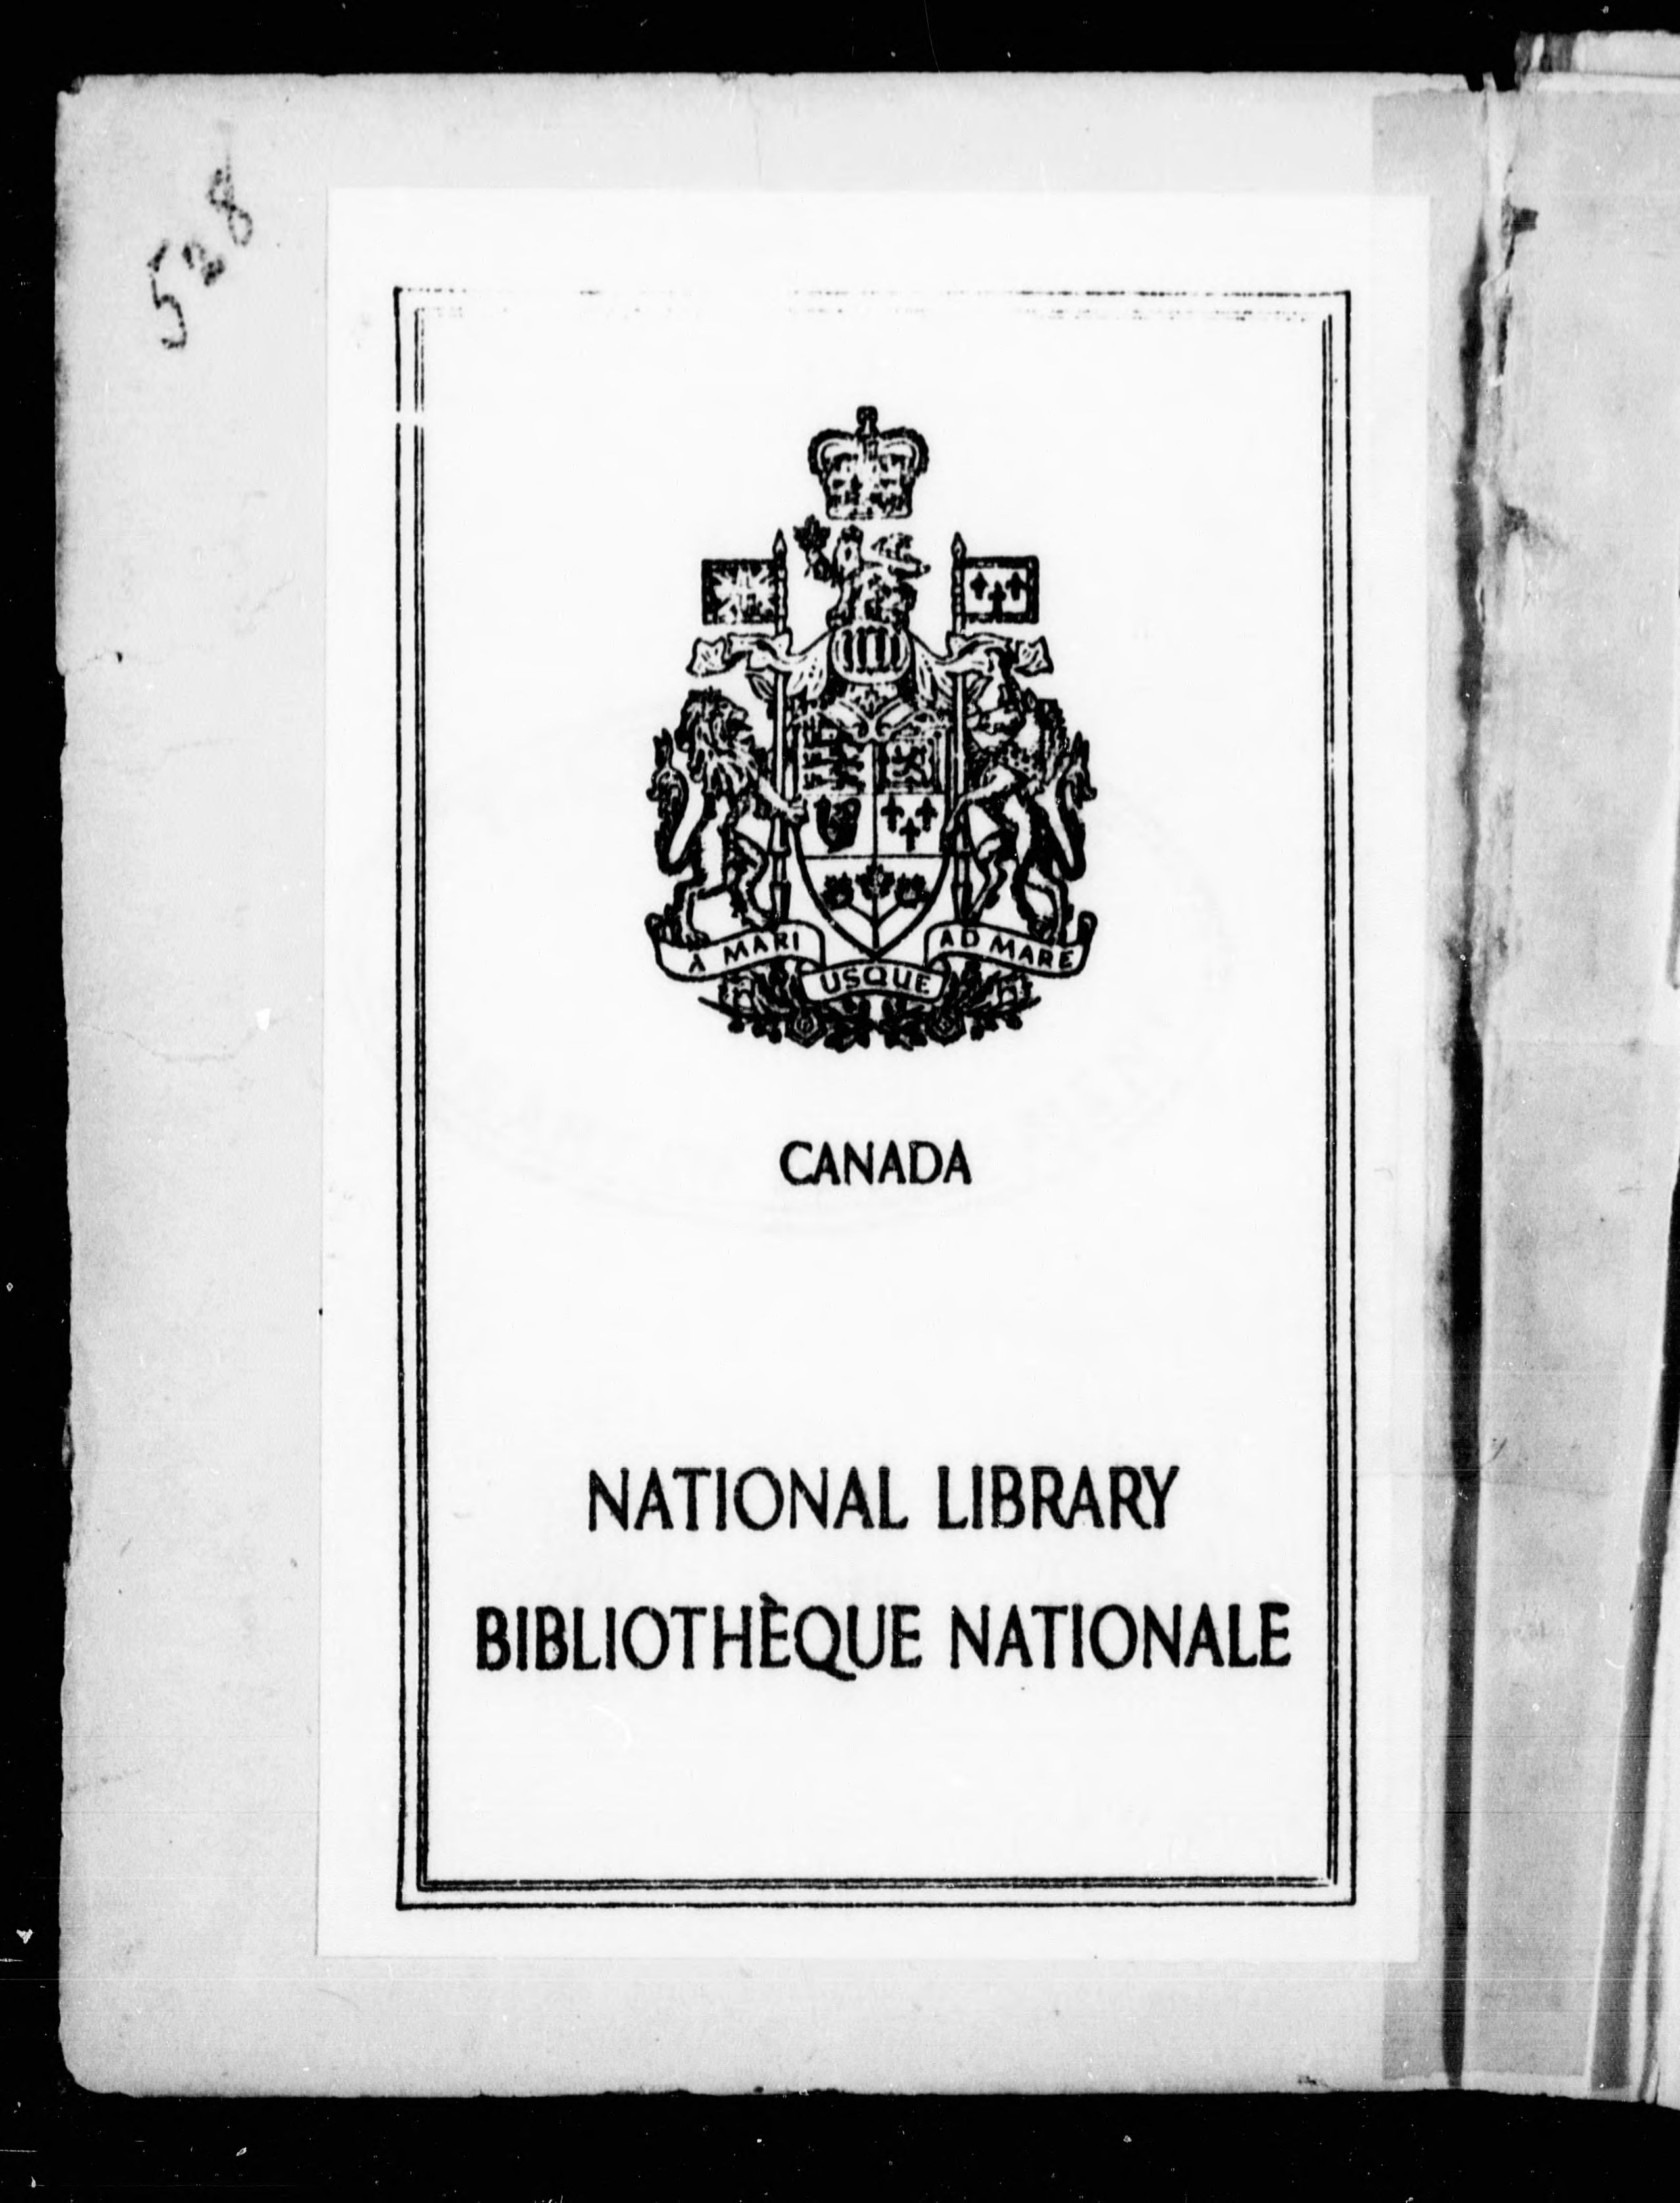 528
A MARI USQUE AD MARE
CANADA
NATIONAL LIBRARY
BIBLIOTHÈQUE NATIONALE